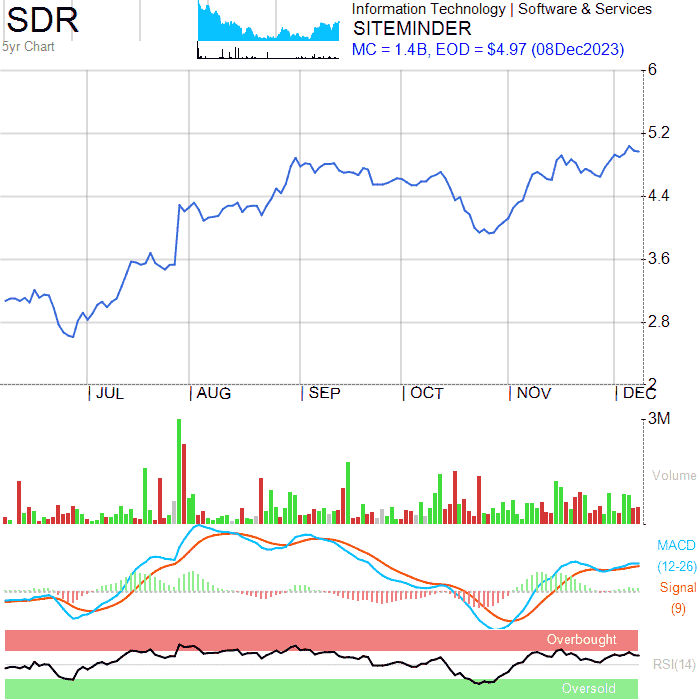 SDR
5yr Chart
Information Technology | Software & Services
SITEMINDER
MC = 1.4B, EOD = $4.97 (08Dec2023)
6
5.2
4.4
3.6
2.8
2
JUL AUG SEP OCT NOV DEC
3M
Volume
MACD
(12-26)
Signal
(9)
Overbought
RSI(14)
Oversold